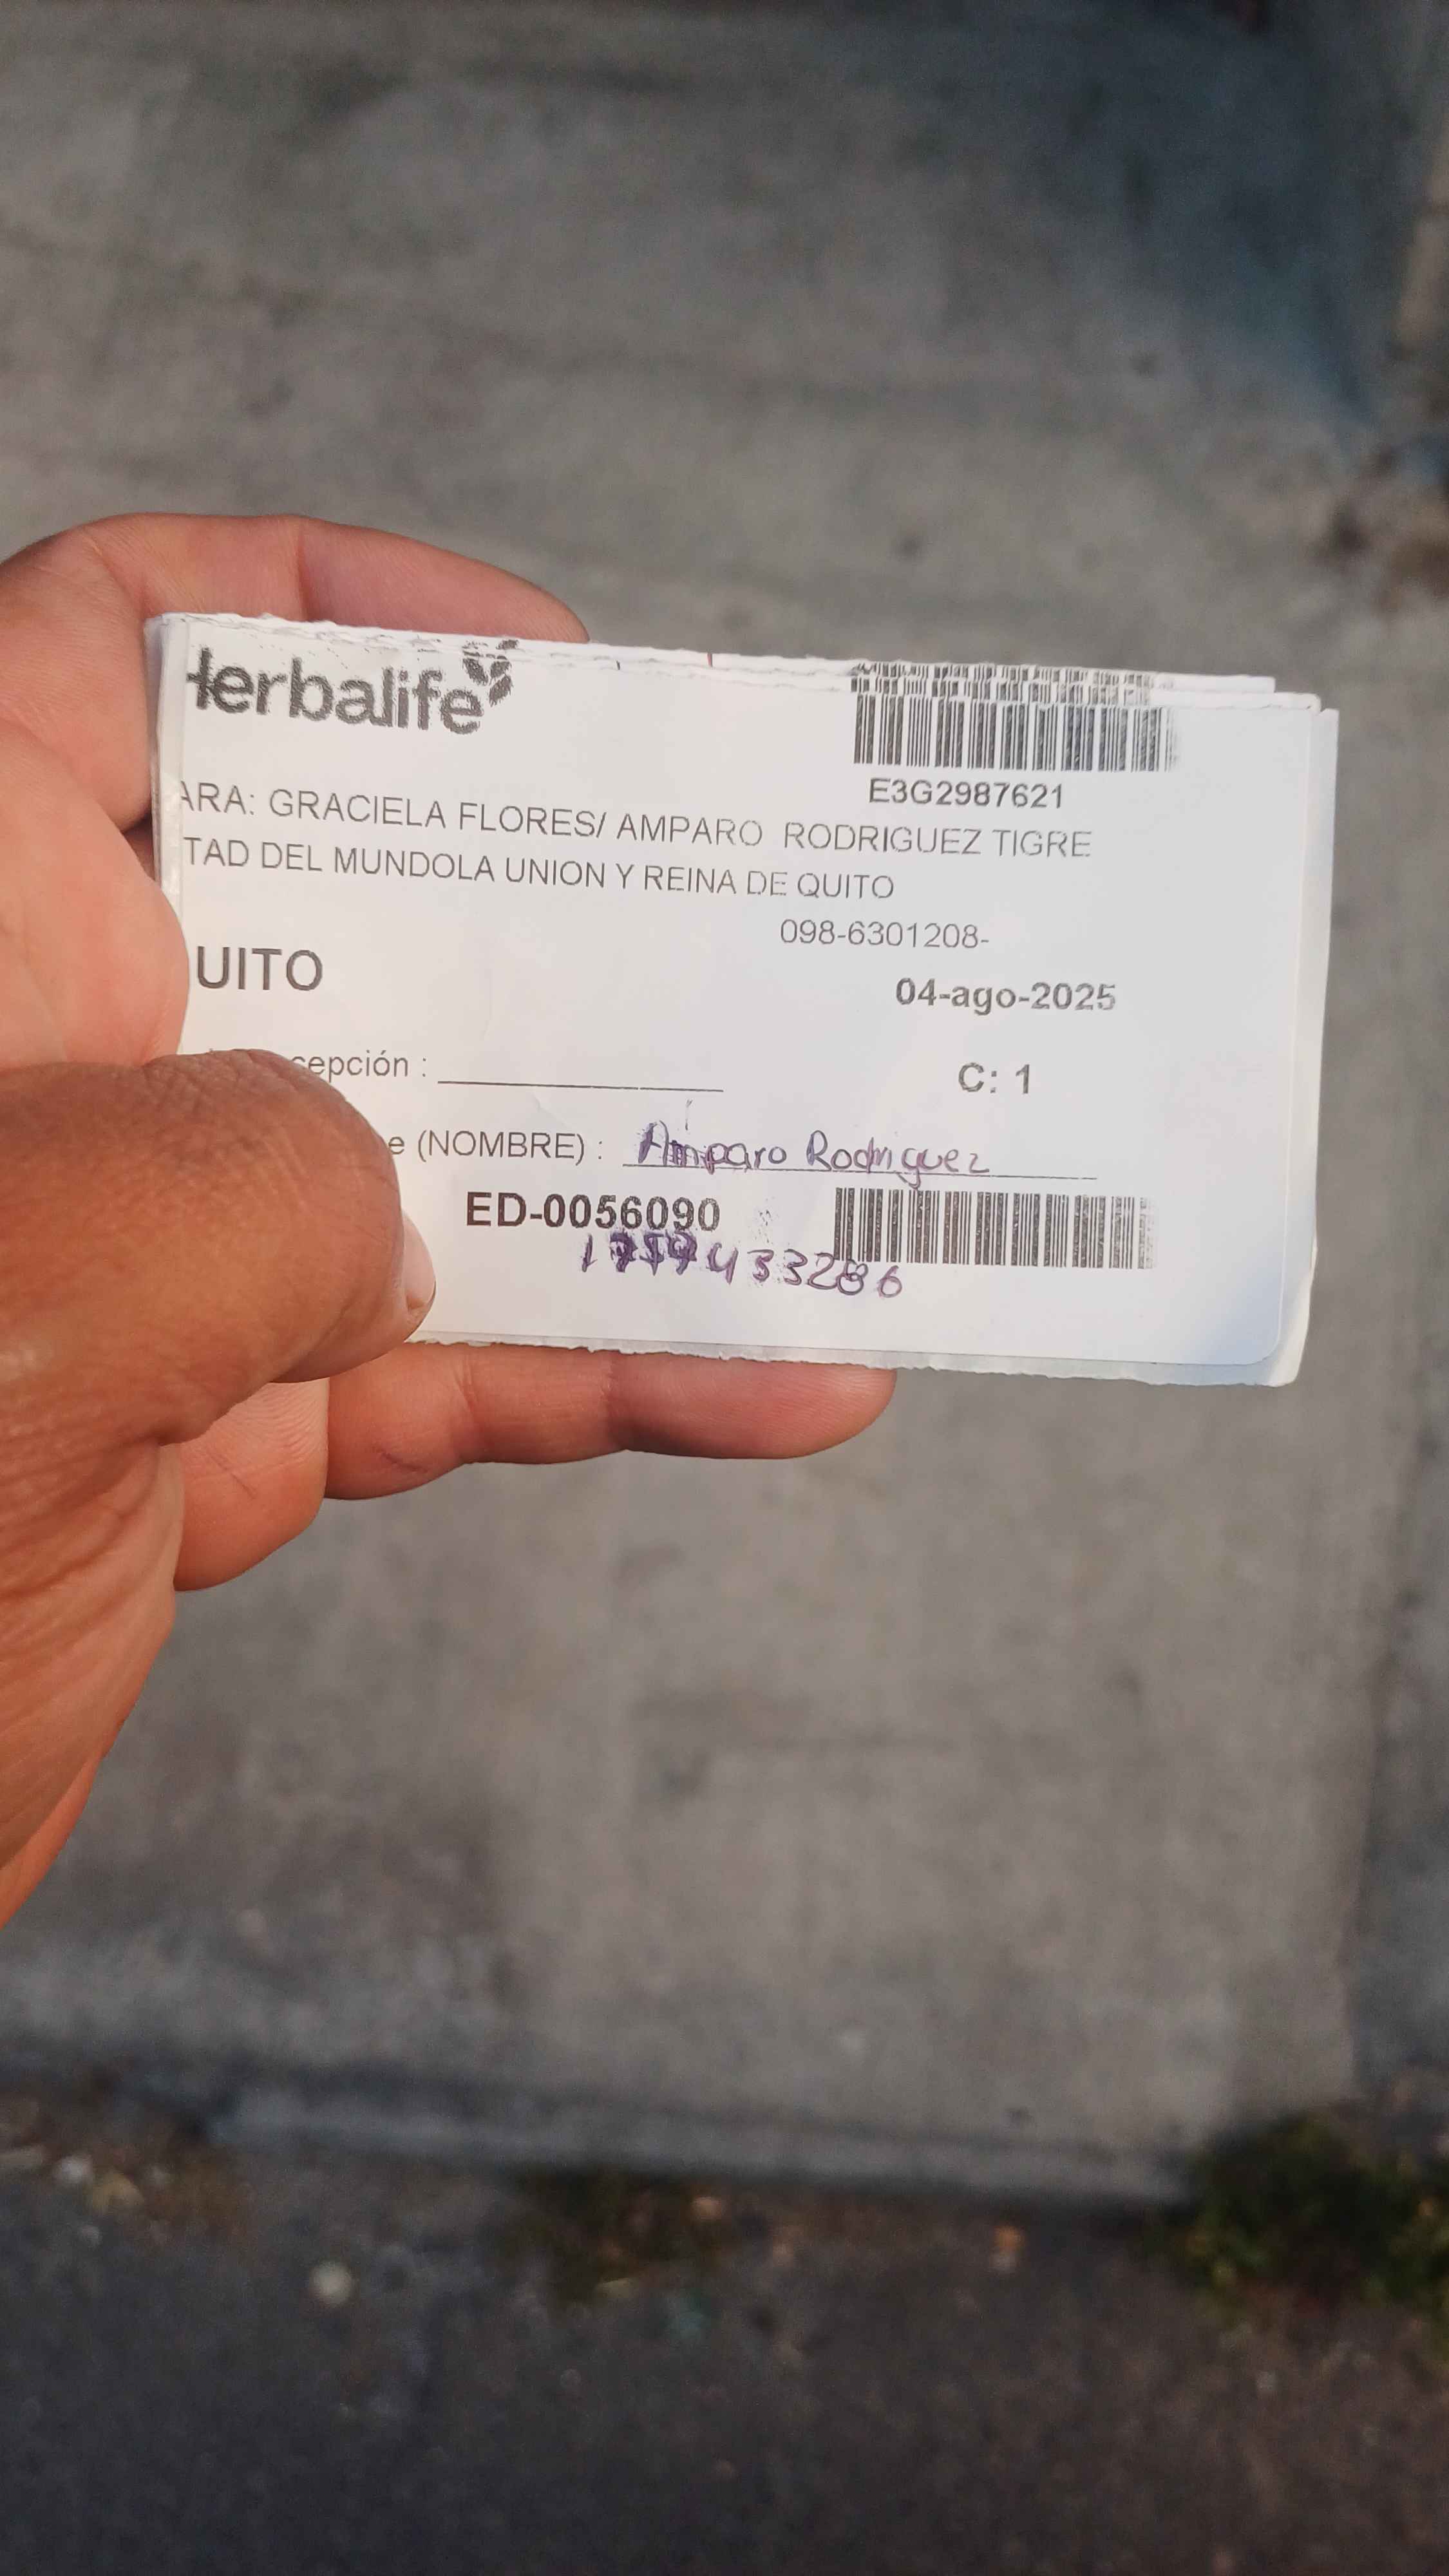 Herbalife
E3G2987621
ARA: GRACIELA FLORES/ AMPARO RODRIGUEZ TIGRE
TAD DEL MUNDOLA UNION Y REINA DE QUITO
098-6301208-
UITO
04-ago-2025
cepción :
C: 1
e (NOMBRE) : Amparo Rodriguez
ED-0056090